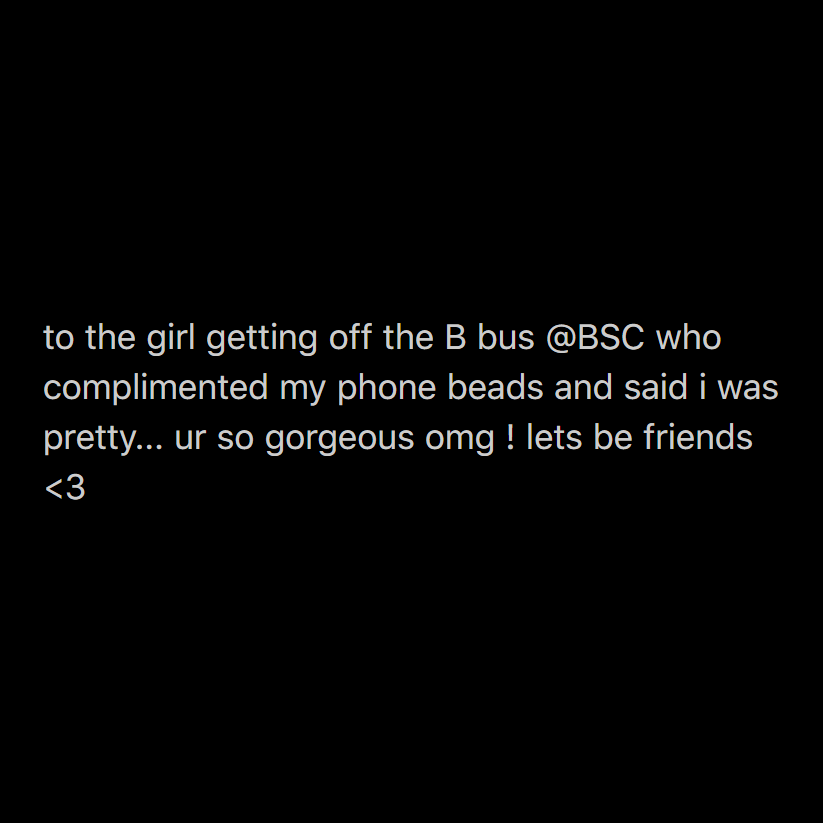 to the girl getting off the B bus @BSC who
complimented my phone beads and said i was
pretty... ur so gorgeous omg ! lets be friends
<3